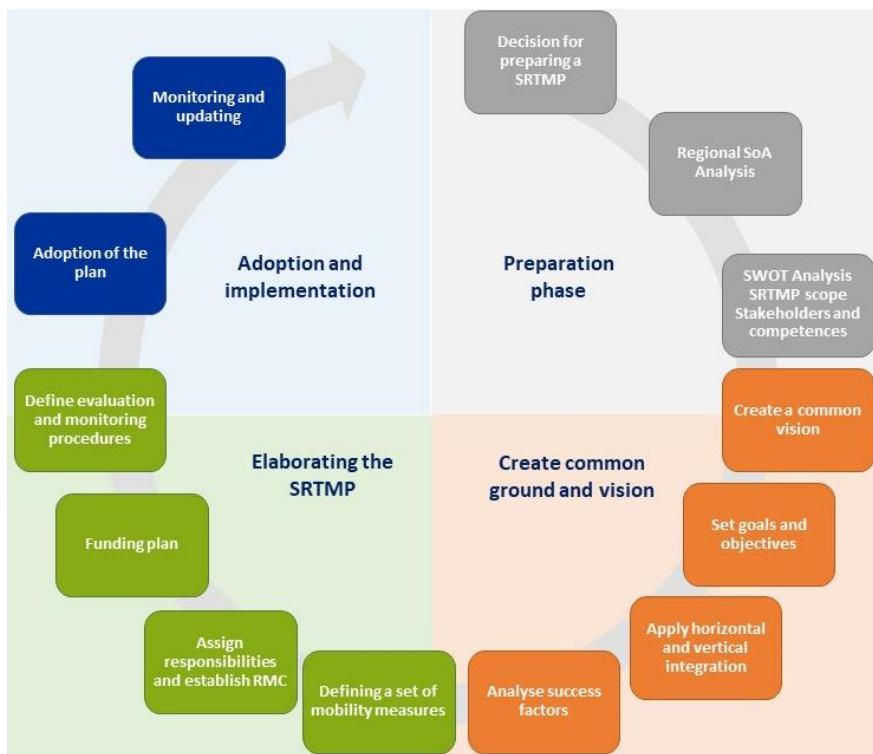 Decision for
preparing a
SRTMP
Regional SoA
Analysis
SWOT Analysis
SRTMP scope
Stakeholders and
competences
Preparation
phase
Create a common
vision
Set goals and
objectives
Apply horizontal
and vertical
integration
Analyse success
factors
Create common
ground and vision
Defining a set of
mobility measures
Assign
responsibilities
and establish RMC
Funding plan
Define evaluation
and monitoring
procedures
Elaborating the
SRTMP
Adoption of the
plan
Monitoring and
updating
Adoption and
implementation